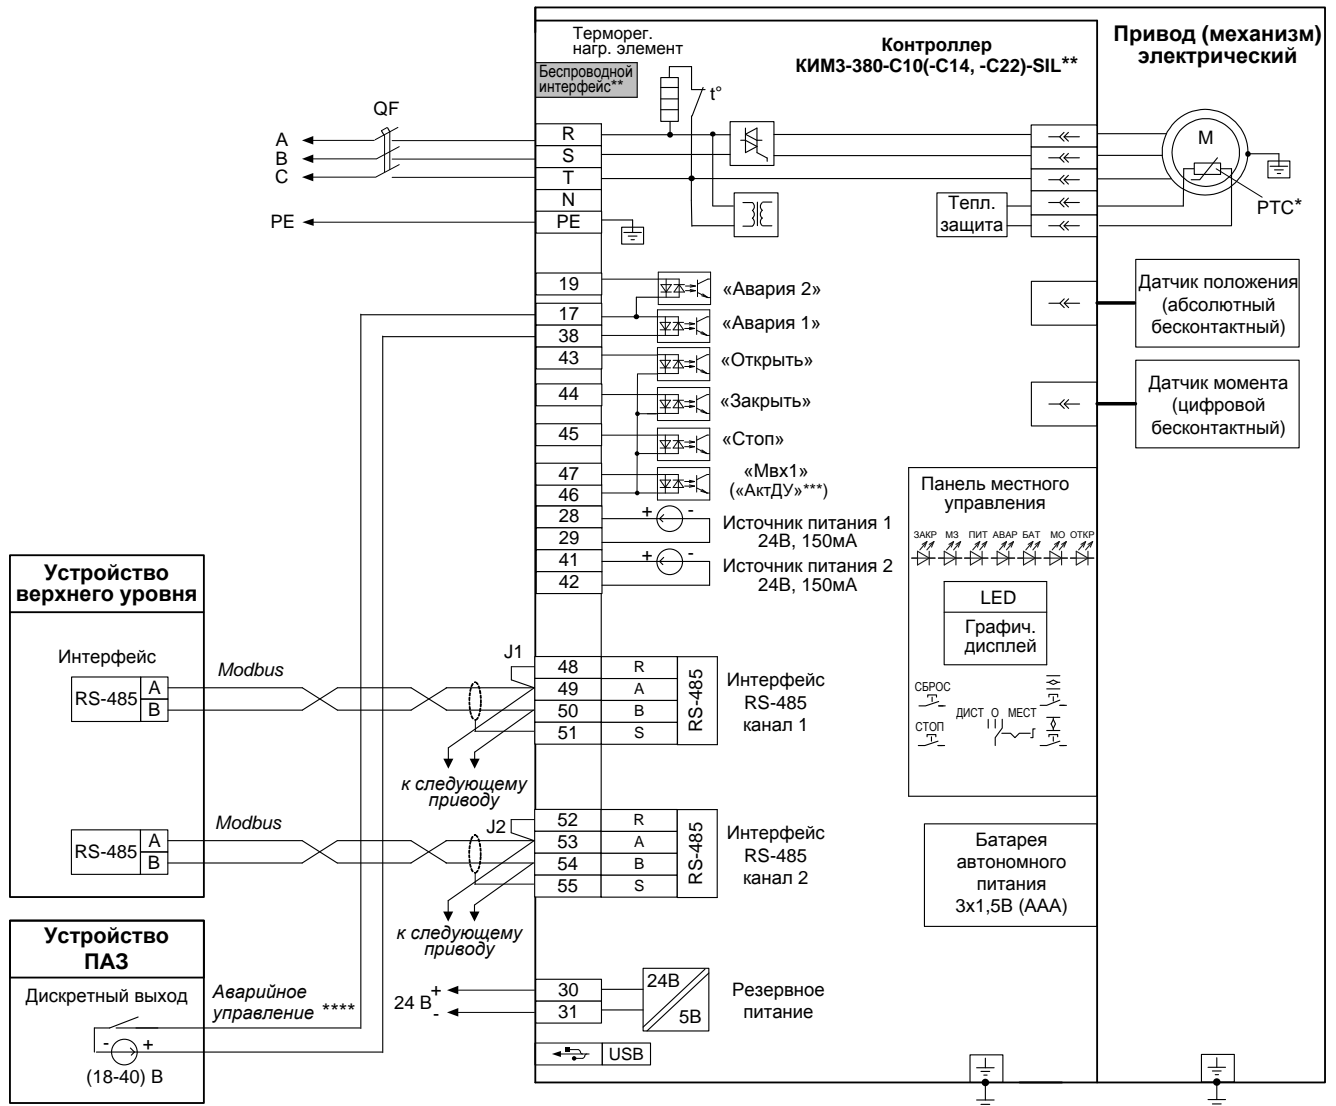 Терморег.
нагр. элемент
Беспроводной
интерфейс**
Контроллер
КИМ3-380-С10(-С14, -С22)-SIL**
Привод (механизм)
электрический
QF
t°
A
B
C
PE
R
S
T
N
PE
Тепл.
защита
M
PTC*
19
17
38
43
44
45
47
46
28
29
41
42
«Авария 2»
«Авария 1»
«Открыть»
«Закрыть»
«Стоп»
«Мвх1»
(«АктДУ»***)
+ -
Источник питания 1
24В, 150мА
+ -
Источник питания 2
24В, 150мА
Датчик положения
(абсолютный
бесконтактный)
Датчик момента
(цифровой
бесконтактный)
Панель местного
управления
ЗАКР МЗ ПИТ АВАР БАТ МО ОТКР
LED
Графич.
дисплей
СБРОС
СТОП
ДИСТ О МЕСТ
Батарея
автономного
питания
3х1,5В (ААА)
Устройство
верхнего уровня
Интерфейс
RS-485
A
B
Modbus
J1
48 R
49 A
50 B
51 S
RS-485
Интерфейс
RS-485
канал 1
к следующему
приводу
RS-485
A
B
Modbus
J2
52 R
53 A
54 B
55 S
RS-485
Интерфейс
RS-485
канал 2
к следующему
приводу
Устройство
ПАЗ
Дискретный выход
- +
(18-40) В
Аварийное
управление ****
24 В
+
-
30
31
24В
5В
Резервное
питание
USB